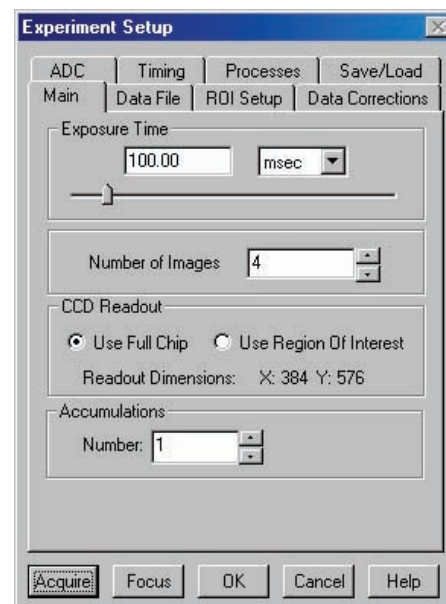 Experiment Setup
ADC Timing Processes Save/Load
Main Data File ROI Setup Data Corrections
Exposure Time
100.00 msec
Number of Images 4
CCD Readout
Use Full Chip Use Region Of Interest
Readout Dimensions: X: 384 Y: 576
Accumulations
Number: 1
Acquire Focus OK Cancel Help